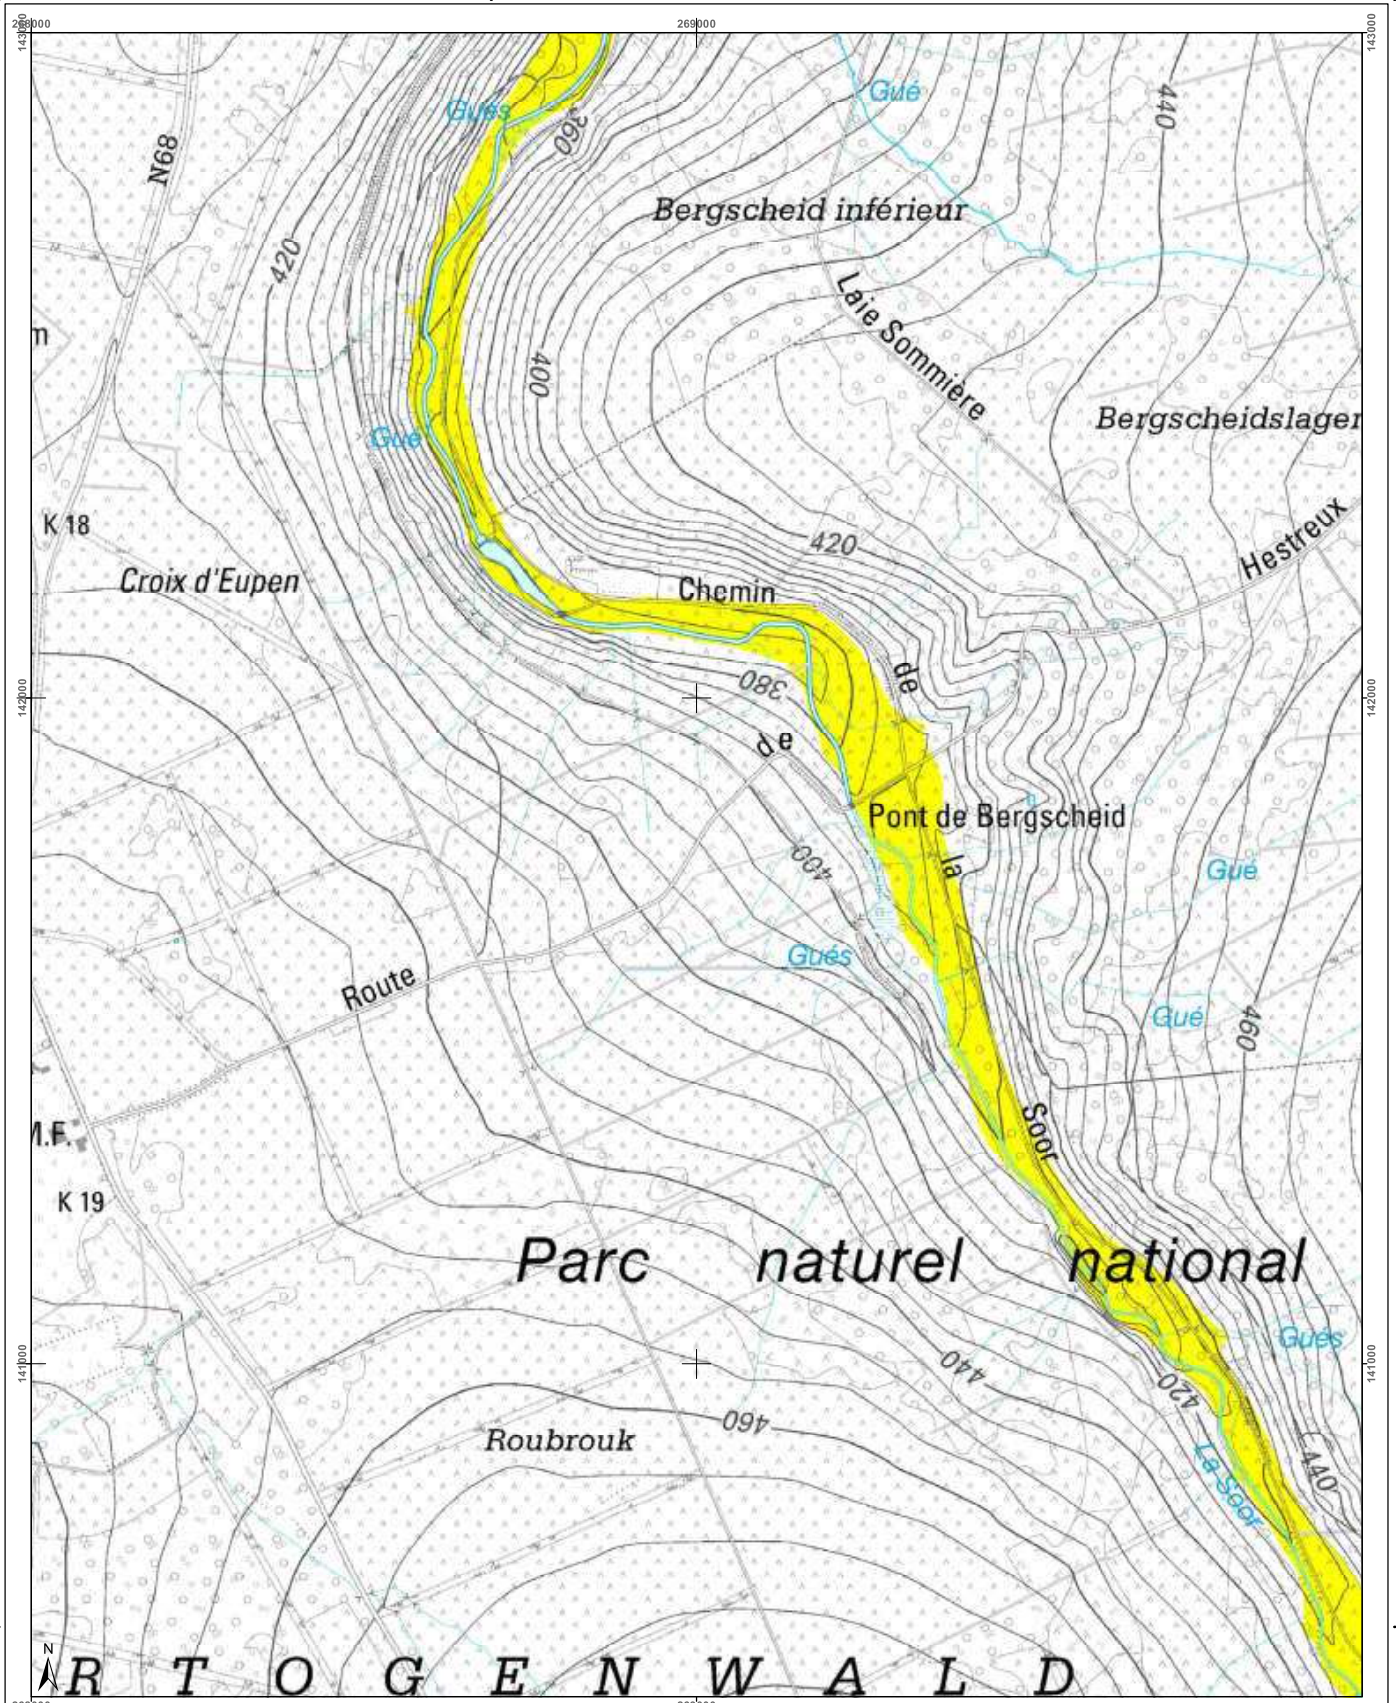 268000
269000
143000
143000
Gués
Gué
360
440
N68
Bergscheid inférieur
420
Laie Sommière
m
400
Bergscheidslager
Gué
K 18
420
Hestreux
Croix d'Eupen
Chemin
de
380
142000
142000
de
Pont de Bergscheid
400
la
Gué
Gués
Route
Gué
460
Soor
M.F.
K 19
Parc naturel national
Gués
141000
141000
440
420
460
Roubrouk
440
La Soor
N
RTOGENWALD